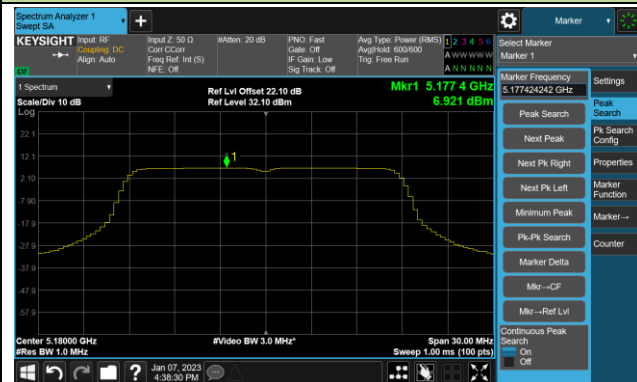 Spectrum Analyzer 1
Swept SA
Marker
KEYSIGHT Input: RF
Coupling: DC
Align: Auto
Input Z: 50 Ω
Corr CCorr
Freq Ref: Int (S)
NFE: Off
#Atten: 20 dB
PNO: Fast
Gate: Off
IF Gain: Low
Sig Track: Off
Avg Type: Power (RMS)
Avg|Hold: 600/600
Trig: Free Run
1 2 3 4 5 6
A W W W W W
A N N N N N
Select Marker
Marker 1
1 Spectrum
Scale/Div 10 dB
Log
Ref Lvl Offset 22.10 dB
Ref Level 32.10 dBm
Mkr1 5.177 4 GHz
6.921 dBm
1
22.1
12.1
2.10
-7.90
-17.9
-27.9
-37.9
-47.9
-57.9
Center 5.18000 GHz
#Res BW 1.0 MHz
#Video BW 3.0 MHz*
Span 30.00 MHz
Sweep 1.00 ms (100 pts)
Jan 07, 2023
4:38:30 PM
Marker Frequency
5.177424242 GHz
Peak Search
Next Peak
Next Pk Right
Next Pk Left
Minimum Peak
Pk-Pk Search
Marker Delta
Mkr→CF
Mkr→Ref Lvl
Continuous Peak
Search
On
Off
Settings
Peak
Search
Pk Search
Config
Properties
Marker
Function
Marker→
Counter